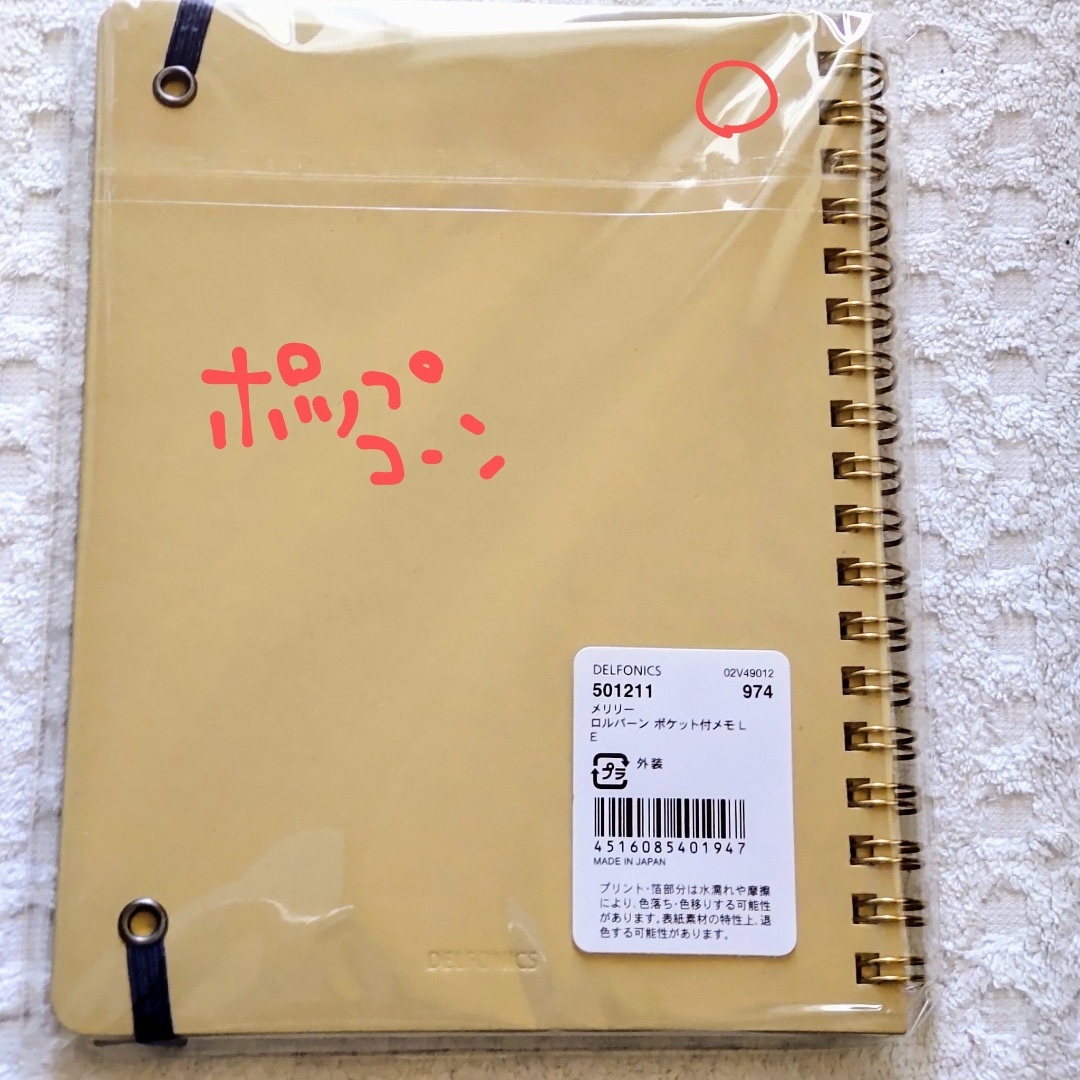 ポップ
コーン
DELFONICS 02V49012
501211 974
メリリー
ロルバーン ポケット付メモ L
E
プラ 外装
4516085401947
MADE IN JAPAN
プリント・箔部分は水濡れや摩擦
により、色落ち・色移りする可能性
があります。表紙素材の特性上、退
色する可能性があります。
DELFONICS